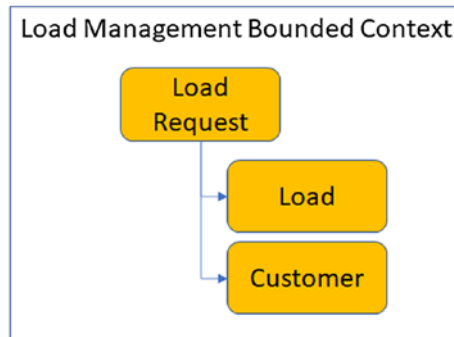 Load Management Bounded Context
Load
Request
Load
Customer